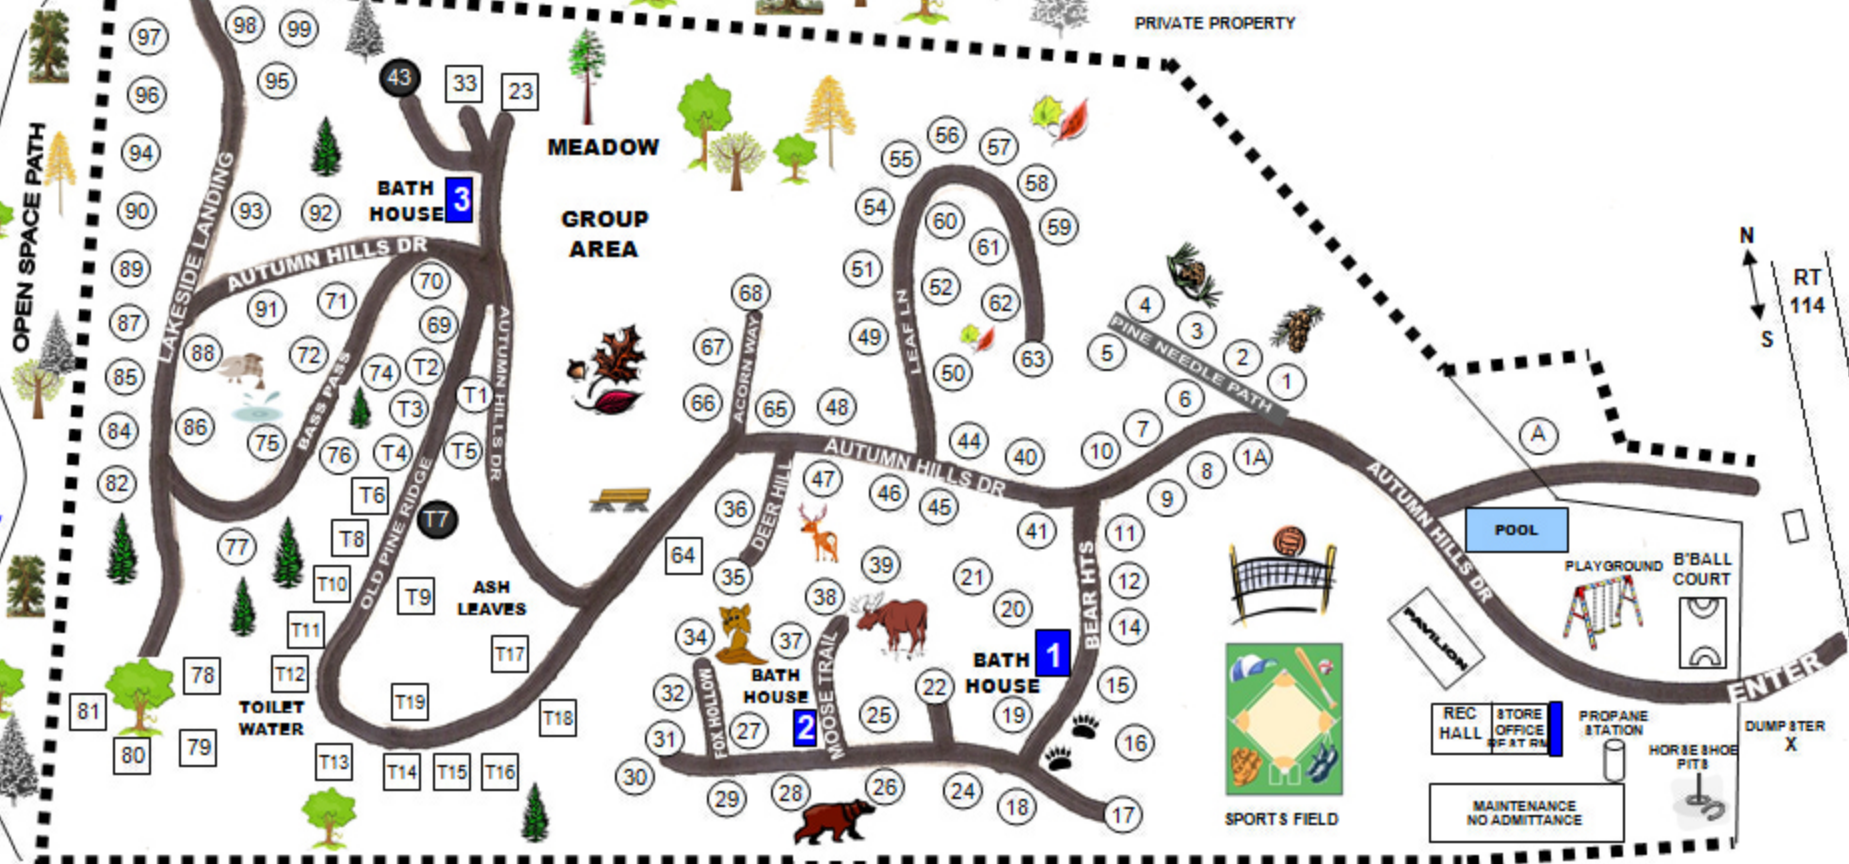 PRIVATE PROPERTY
97
98
99
96
95
43
33
23
94
MEADOW
56
57
55
58
90
93
92
BATH
HOUSE
3
GROUP
AREA
54
60
59
61
OPEN SPACE PATH
LAKESIDE LANDING
AUTUMN HILLS DR
89
91
71
70
51
52
62
N
S
RT
114
87
88
72
69
68
67
49
LEAF LN
50
63
4
3
2
1
5
PINE NEEDLE PATH
6
85
74
T2
T1
T3
AUTUMN HILLS DR
BASS PASS
66
ACORN WAY
65
48
84
86
75
76
T4
T5
AUTUMN HILLS DR
44
40
10
7
8
1A
9
A
82
T6
T7
OLD PINE RIDGE
36
DEER HILL
47
46
45
41
11
AUTUMN HILLS DR
POOL
77
T8
64
35
39
21
12
PLAYGROUND
B'BALL
COURT
T10
T9
ASH
LEAVES
38
20
BEAR HTS
14
T11
T17
34
37
BATH
HOUSE
1
PAVILION
78
T12
32
FOX HOLLOW
BATH
HOUSE
2
MOOSE TRAIL
22
15
ENTER
81
TOILET
WATER
T19
T18
31
27
25
19
16
REC
HALL
STORE
OFFICE
REST RM
PROPANE
STATION
DUMPSTER
X
80
79
T13
T14
T15
T16
30
29
28
26
24
18
17
HORSE SHOE
PITS
SPORTS FIELD
MAINTENANCE
NO ADMITTANCE